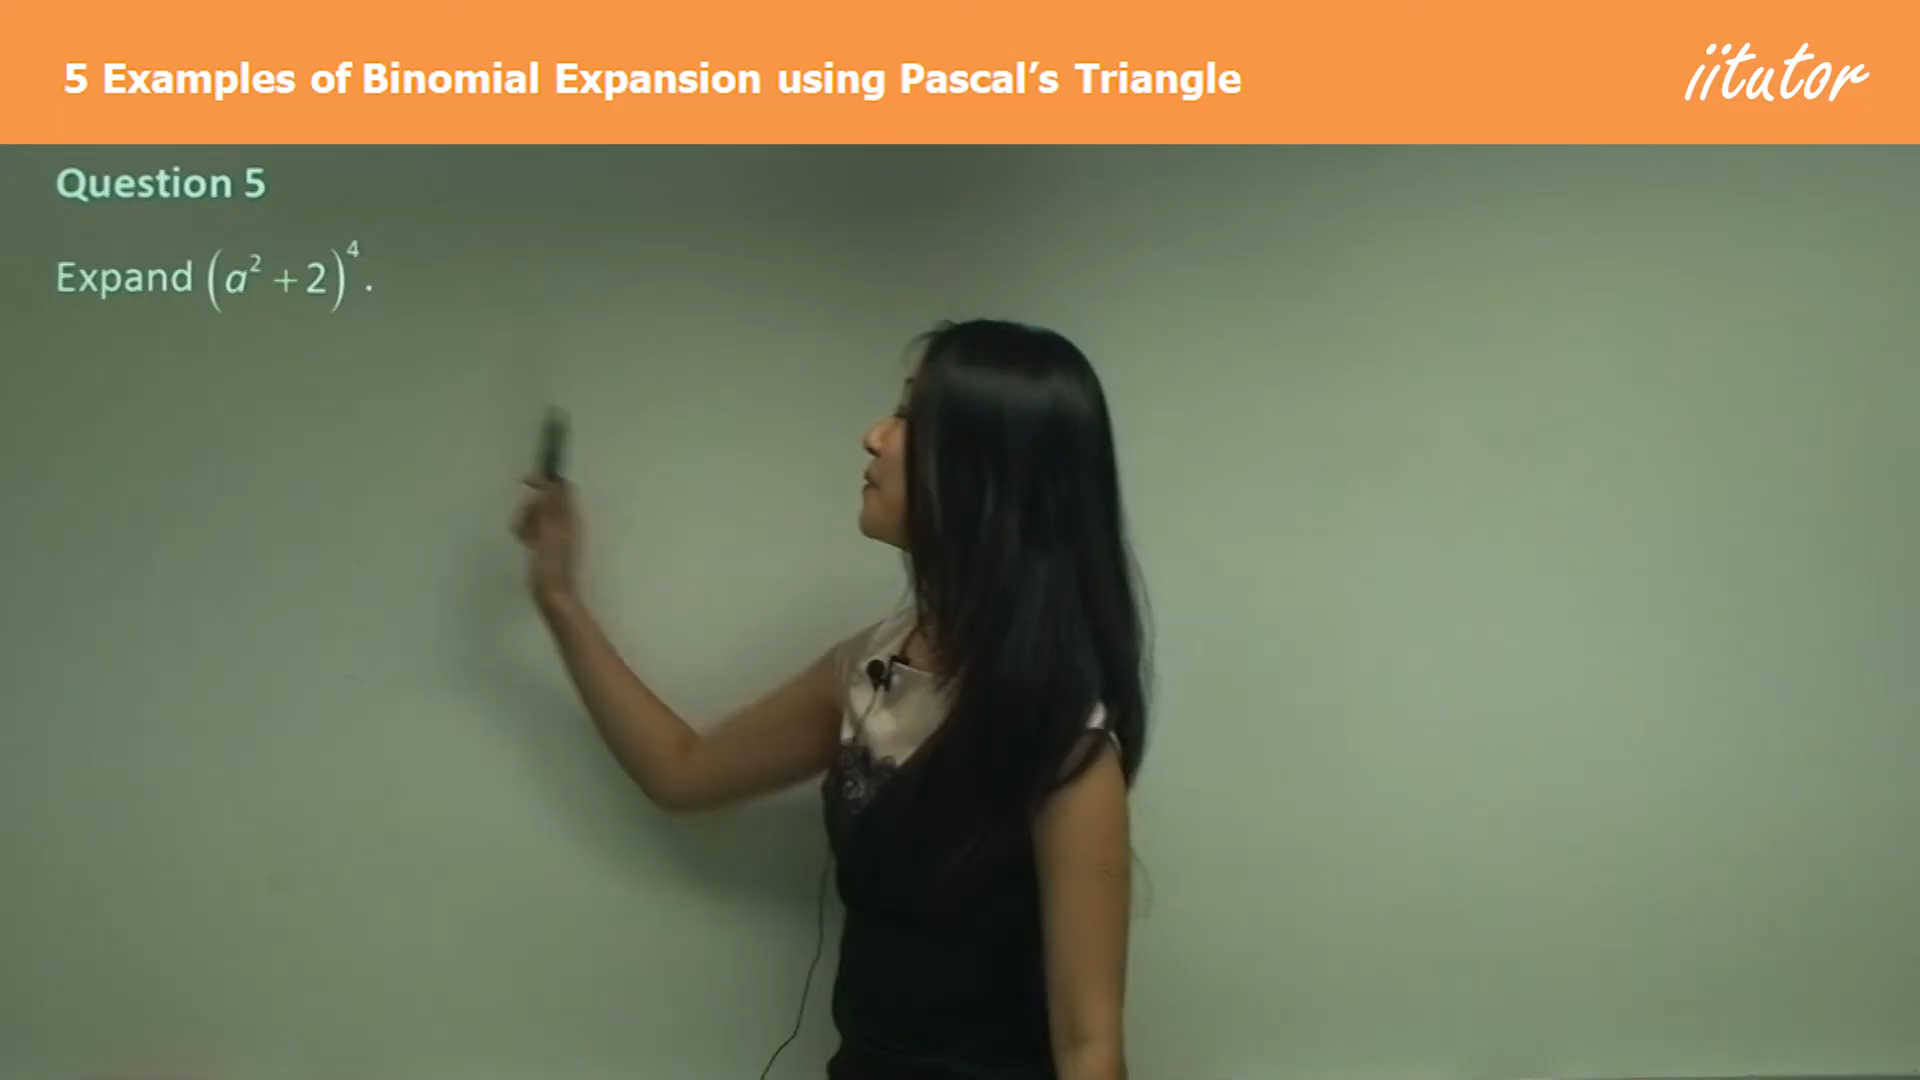 5 Examples of Binomial Expansion using Pascal's Triangle
iitutor
Question 5
Expand (a² + 2)⁴.